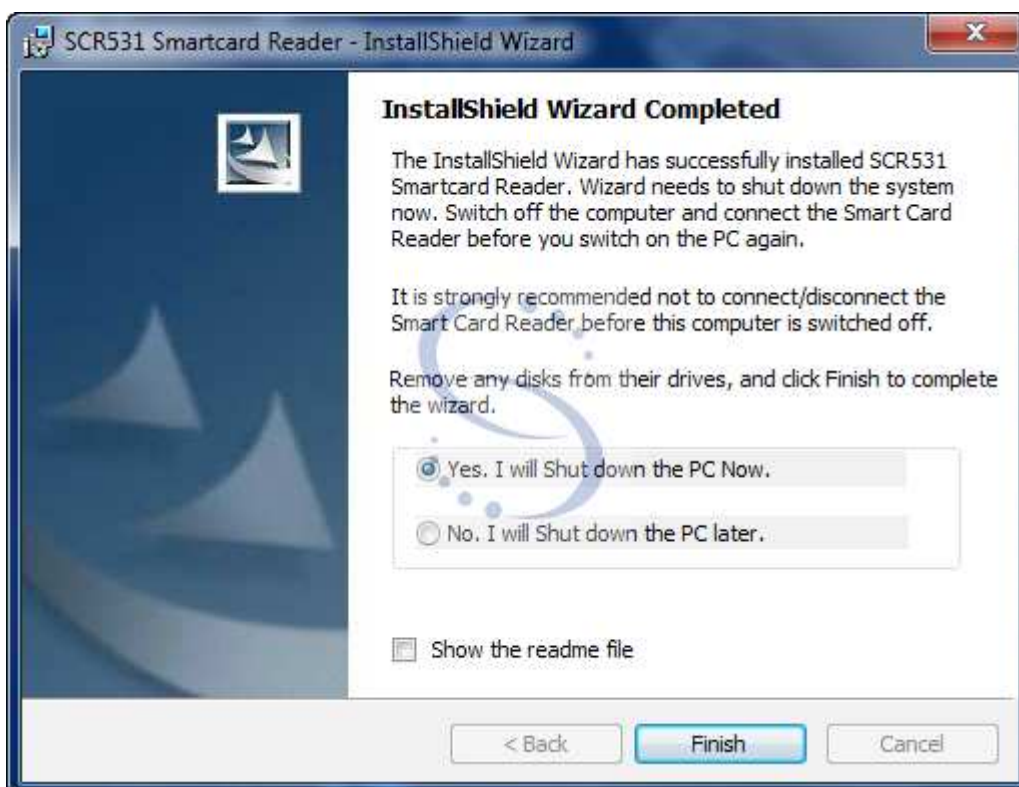 SCR531 Smartcard Reader - InstallShield Wizard
InstallShield Wizard Completed
The InstallShield Wizard has successfully installed SCR531
Smartcard Reader. Wizard needs to shut down the system
now. Switch off the computer and connect the Smart Card
Reader before you switch on the PC again.
It is strongly recommended not to connect/disconnect the
Smart Card Reader before this computer is switched off.
Remove any disks from their drives, and click Finish to complete
the wizard.
Yes. I will Shut down the PC Now.
No. I will Shut down the PC later.
Show the readme file
< Back Finish Cancel